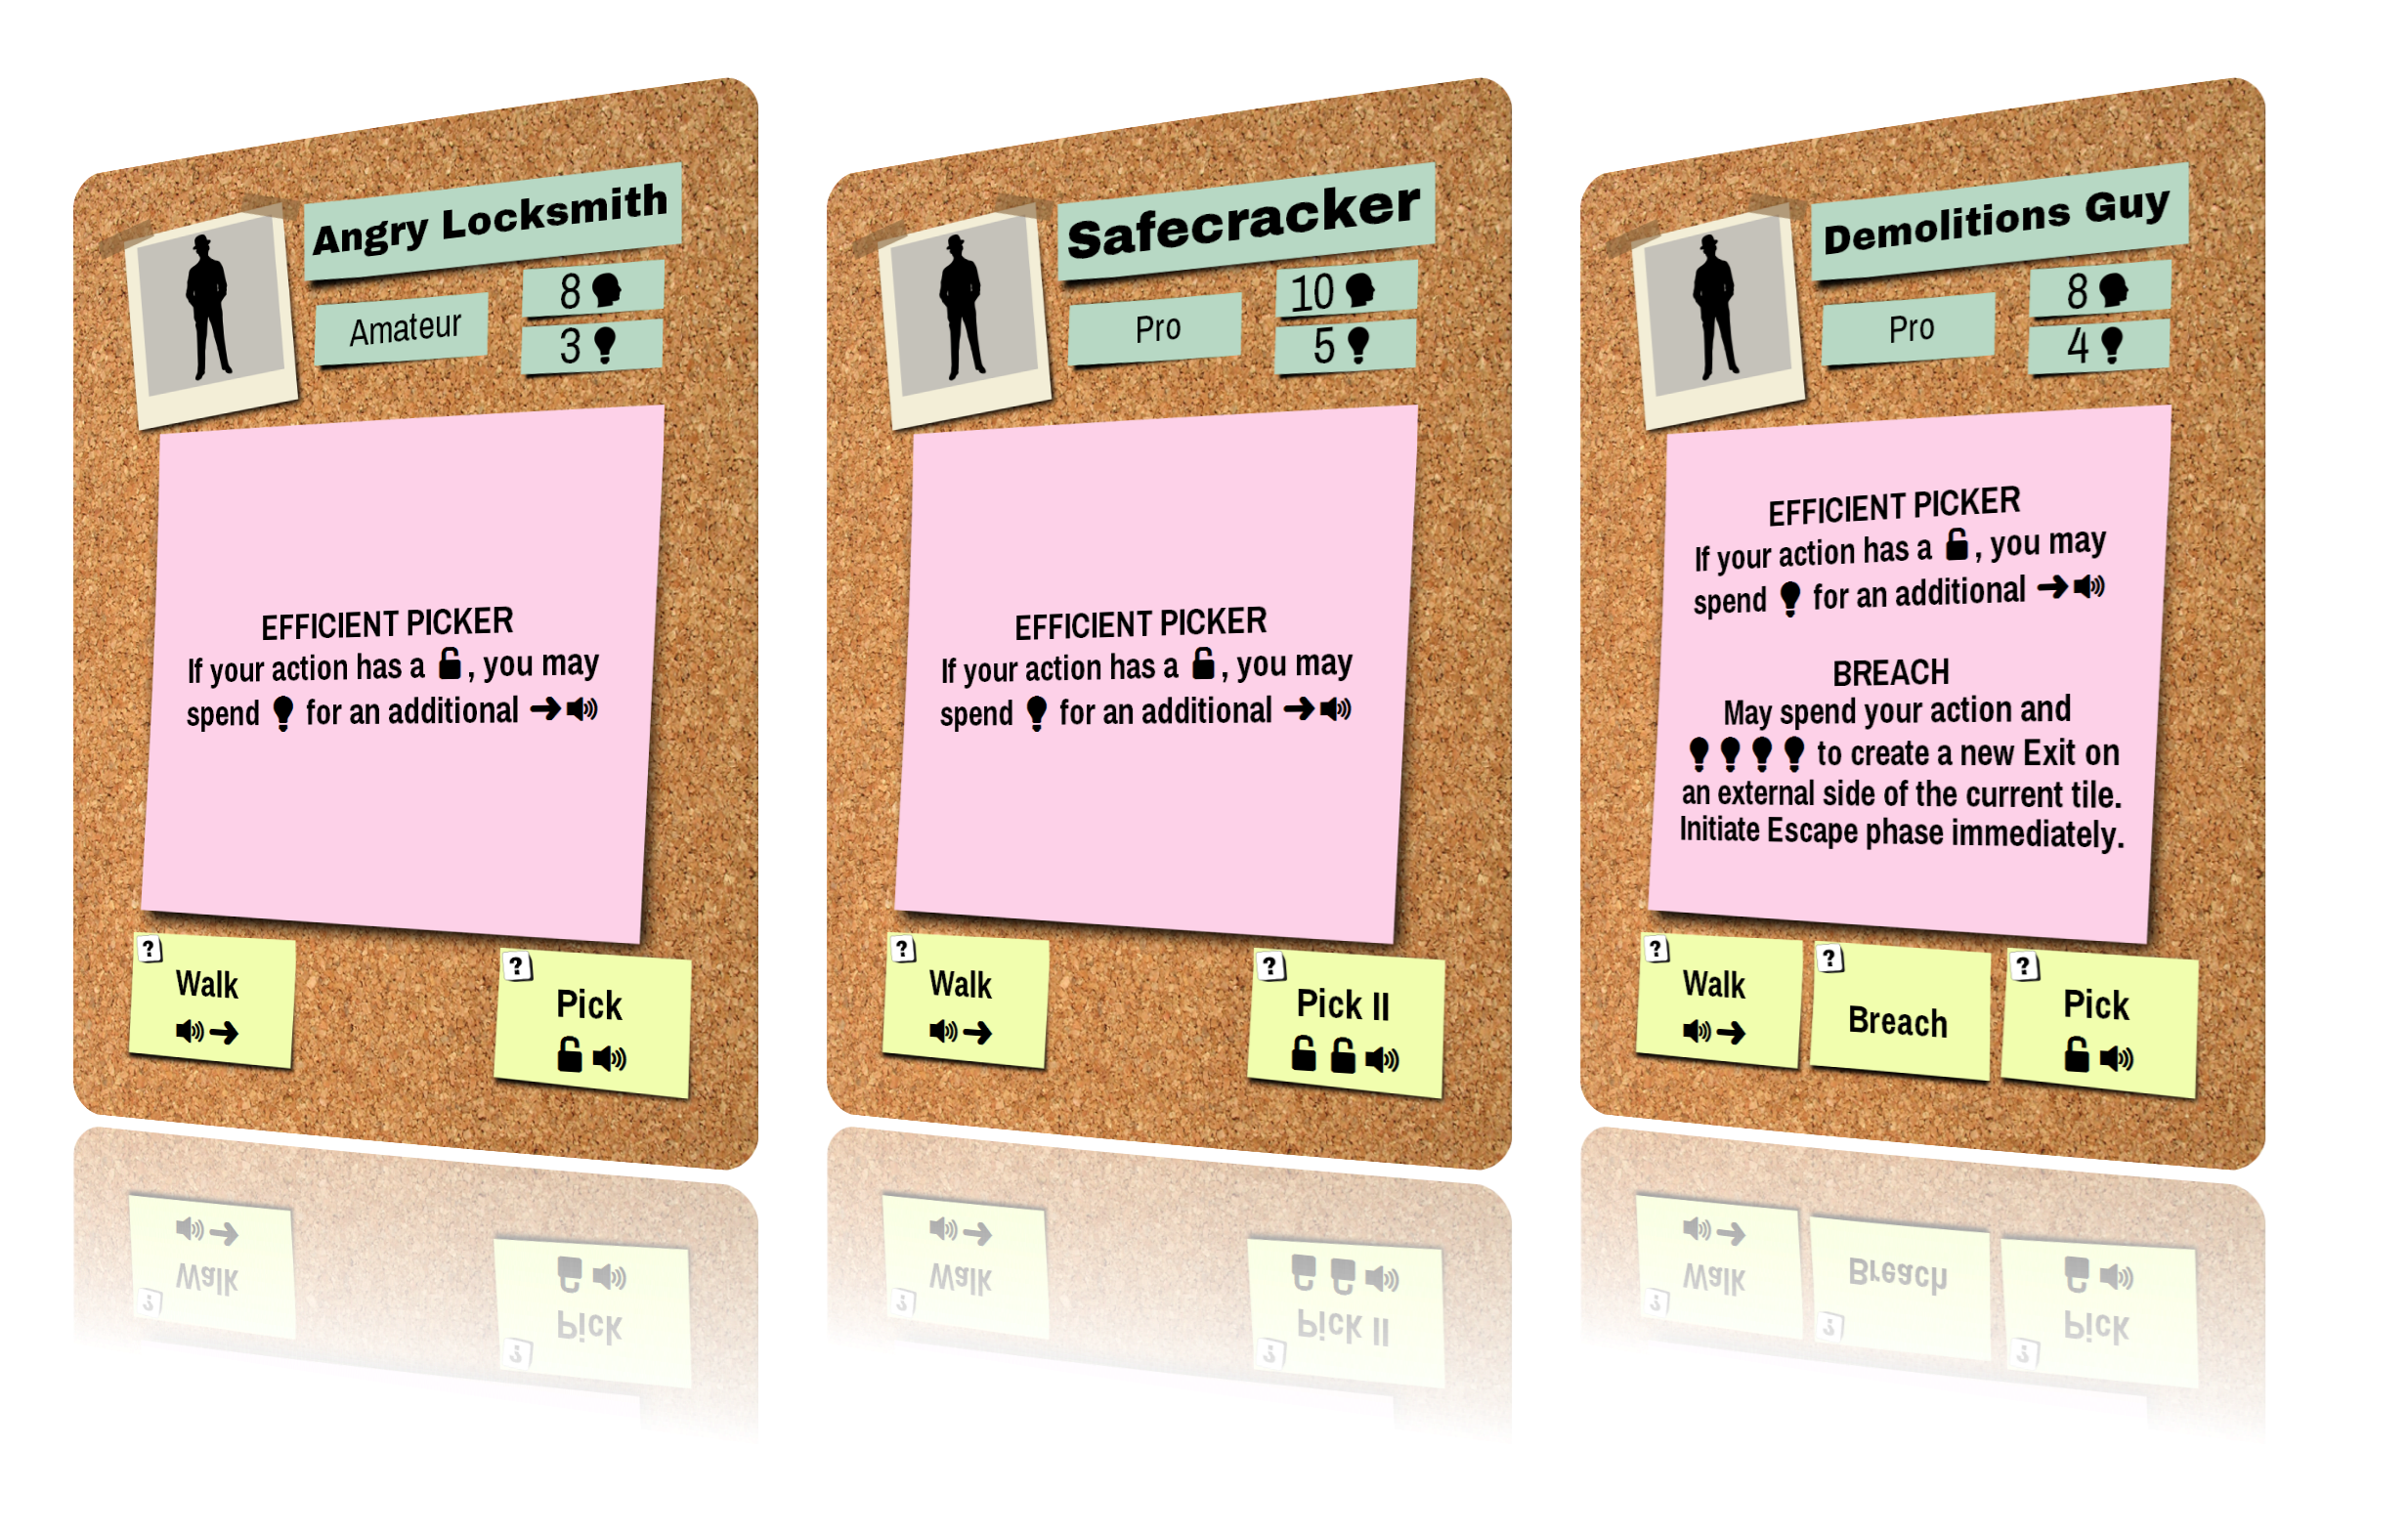 Angry Locksmith
8
Amateur
3
EFFICIENT PICKER
If your action has a , you may
spend for an additional
?
Walk
?
Pick
Safecracker
10
Pro
5
EFFICIENT PICKER
If your action has a , you may
spend for an additional
?
Walk
?
Pick II
Demolitions Guy
8
Pro
4
EFFICIENT PICKER
If your action has a , you may
spend for an additional
BREACH
May spend your action and
to create a new Exit on
an external side of the current tile.
Initiate Escape phase immediately.
?
Walk
?
Breach
?
Pick